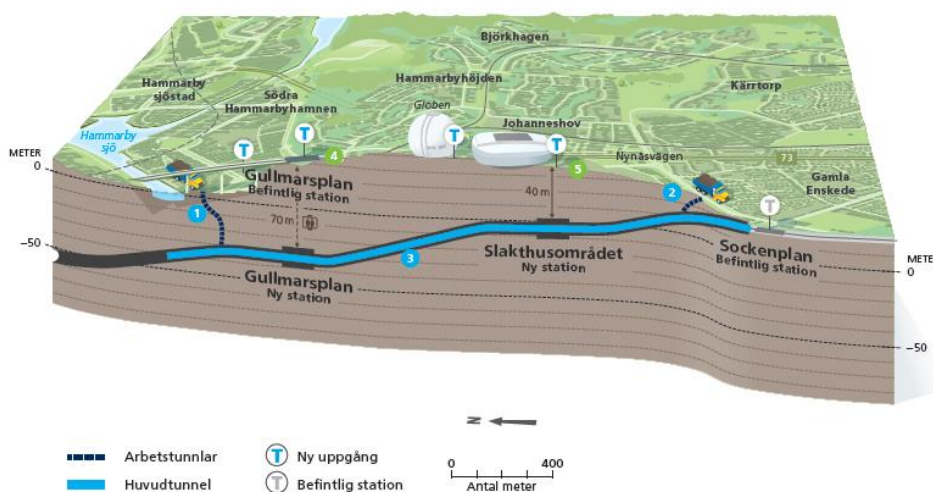 Björkhagen
Hammarby
sjöstad
Södra
Hammarbyhamnen
Hammarbyhöjden
Kärrtorp
Globen
Johanneshov
Hammarby
sjö
METER
0
T
T
T
T
4
Nynäsvägen
73
5
Gullmarsplan
Befintlig station
40 m
2
Gamla
Enskede
1
T
70 m
-50
Slakthusområdet
Ny station
Sockenplan
Befintlig station
METE
0
3
Gullmarsplan
Ny station
-50
N
Arbetstunnlar
T Ny uppgång
0 400
Huvudtunnel
T Befintlig station
Antal meter